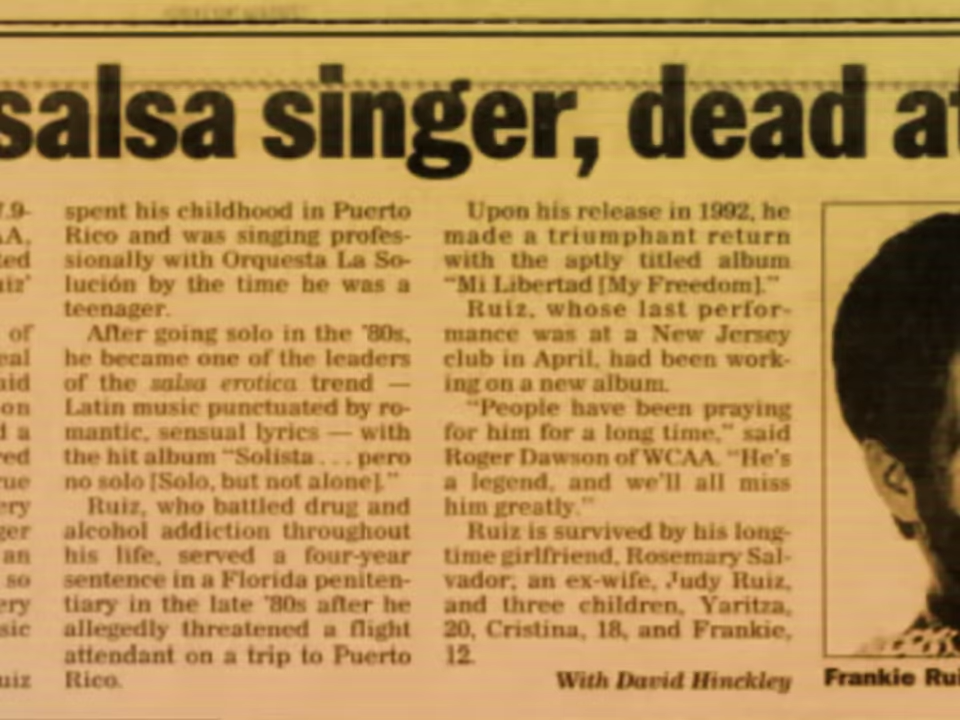 salsa singer, dead at
7.9-
AA,
uiz'
of
on
d a
an
so
uiz
spent his childhood in Puerto
Rico and was singing profes-
sionally with Orquesta La So-
lución by the time he was a
teenager.
After going solo in the '80s,
he became one of the leaders
of the salsa erotica trend —
Latin music punctuated by ro-
mantic, sensual lyrics — with
the hit album “Solista . . . pero
no solo [Solo, but not alone].”
Ruiz, who battled drug and
alcohol addiction throughout
his life, served a four-year
sentence in a Florida peniten-
tiary in the late '80s after he
allegedly threatened a flight
attendant on a trip to Puerto
Rico.
Upon his release in 1992, he
made a triumphant return
with the aptly titled album
“Mi Libertad [My Freedom].”
Ruiz, whose last perfor-
mance was at a New Jersey
club in April, had been work-
ing on a new album.
“People have been praying
for him for a long time,” said
Roger Dawson of WCAA. “He's
a legend, and we'll all miss
him greatly.”
Ruiz is survived by his long-
time girlfriend, Rosemary Sal-
vador; an ex-wife, Judy Ruiz,
and three children, Yaritza,
20, Cristina, 18, and Frankie,
12.
With David Hinckley
Frankie Rui